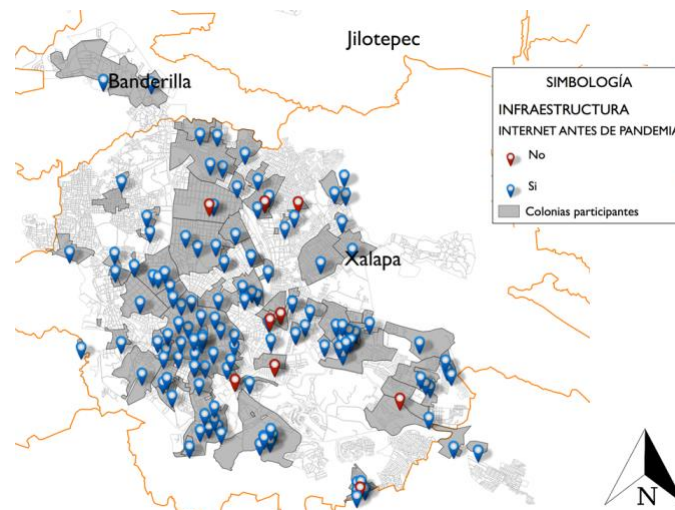 Jilotepec
Banderilla
SIMBOLOGÍA
INFRAESTRUCTURA
INTERNET ANTES DE PANDEMIA
No
Si
Colonias participantes
Xalapa
N